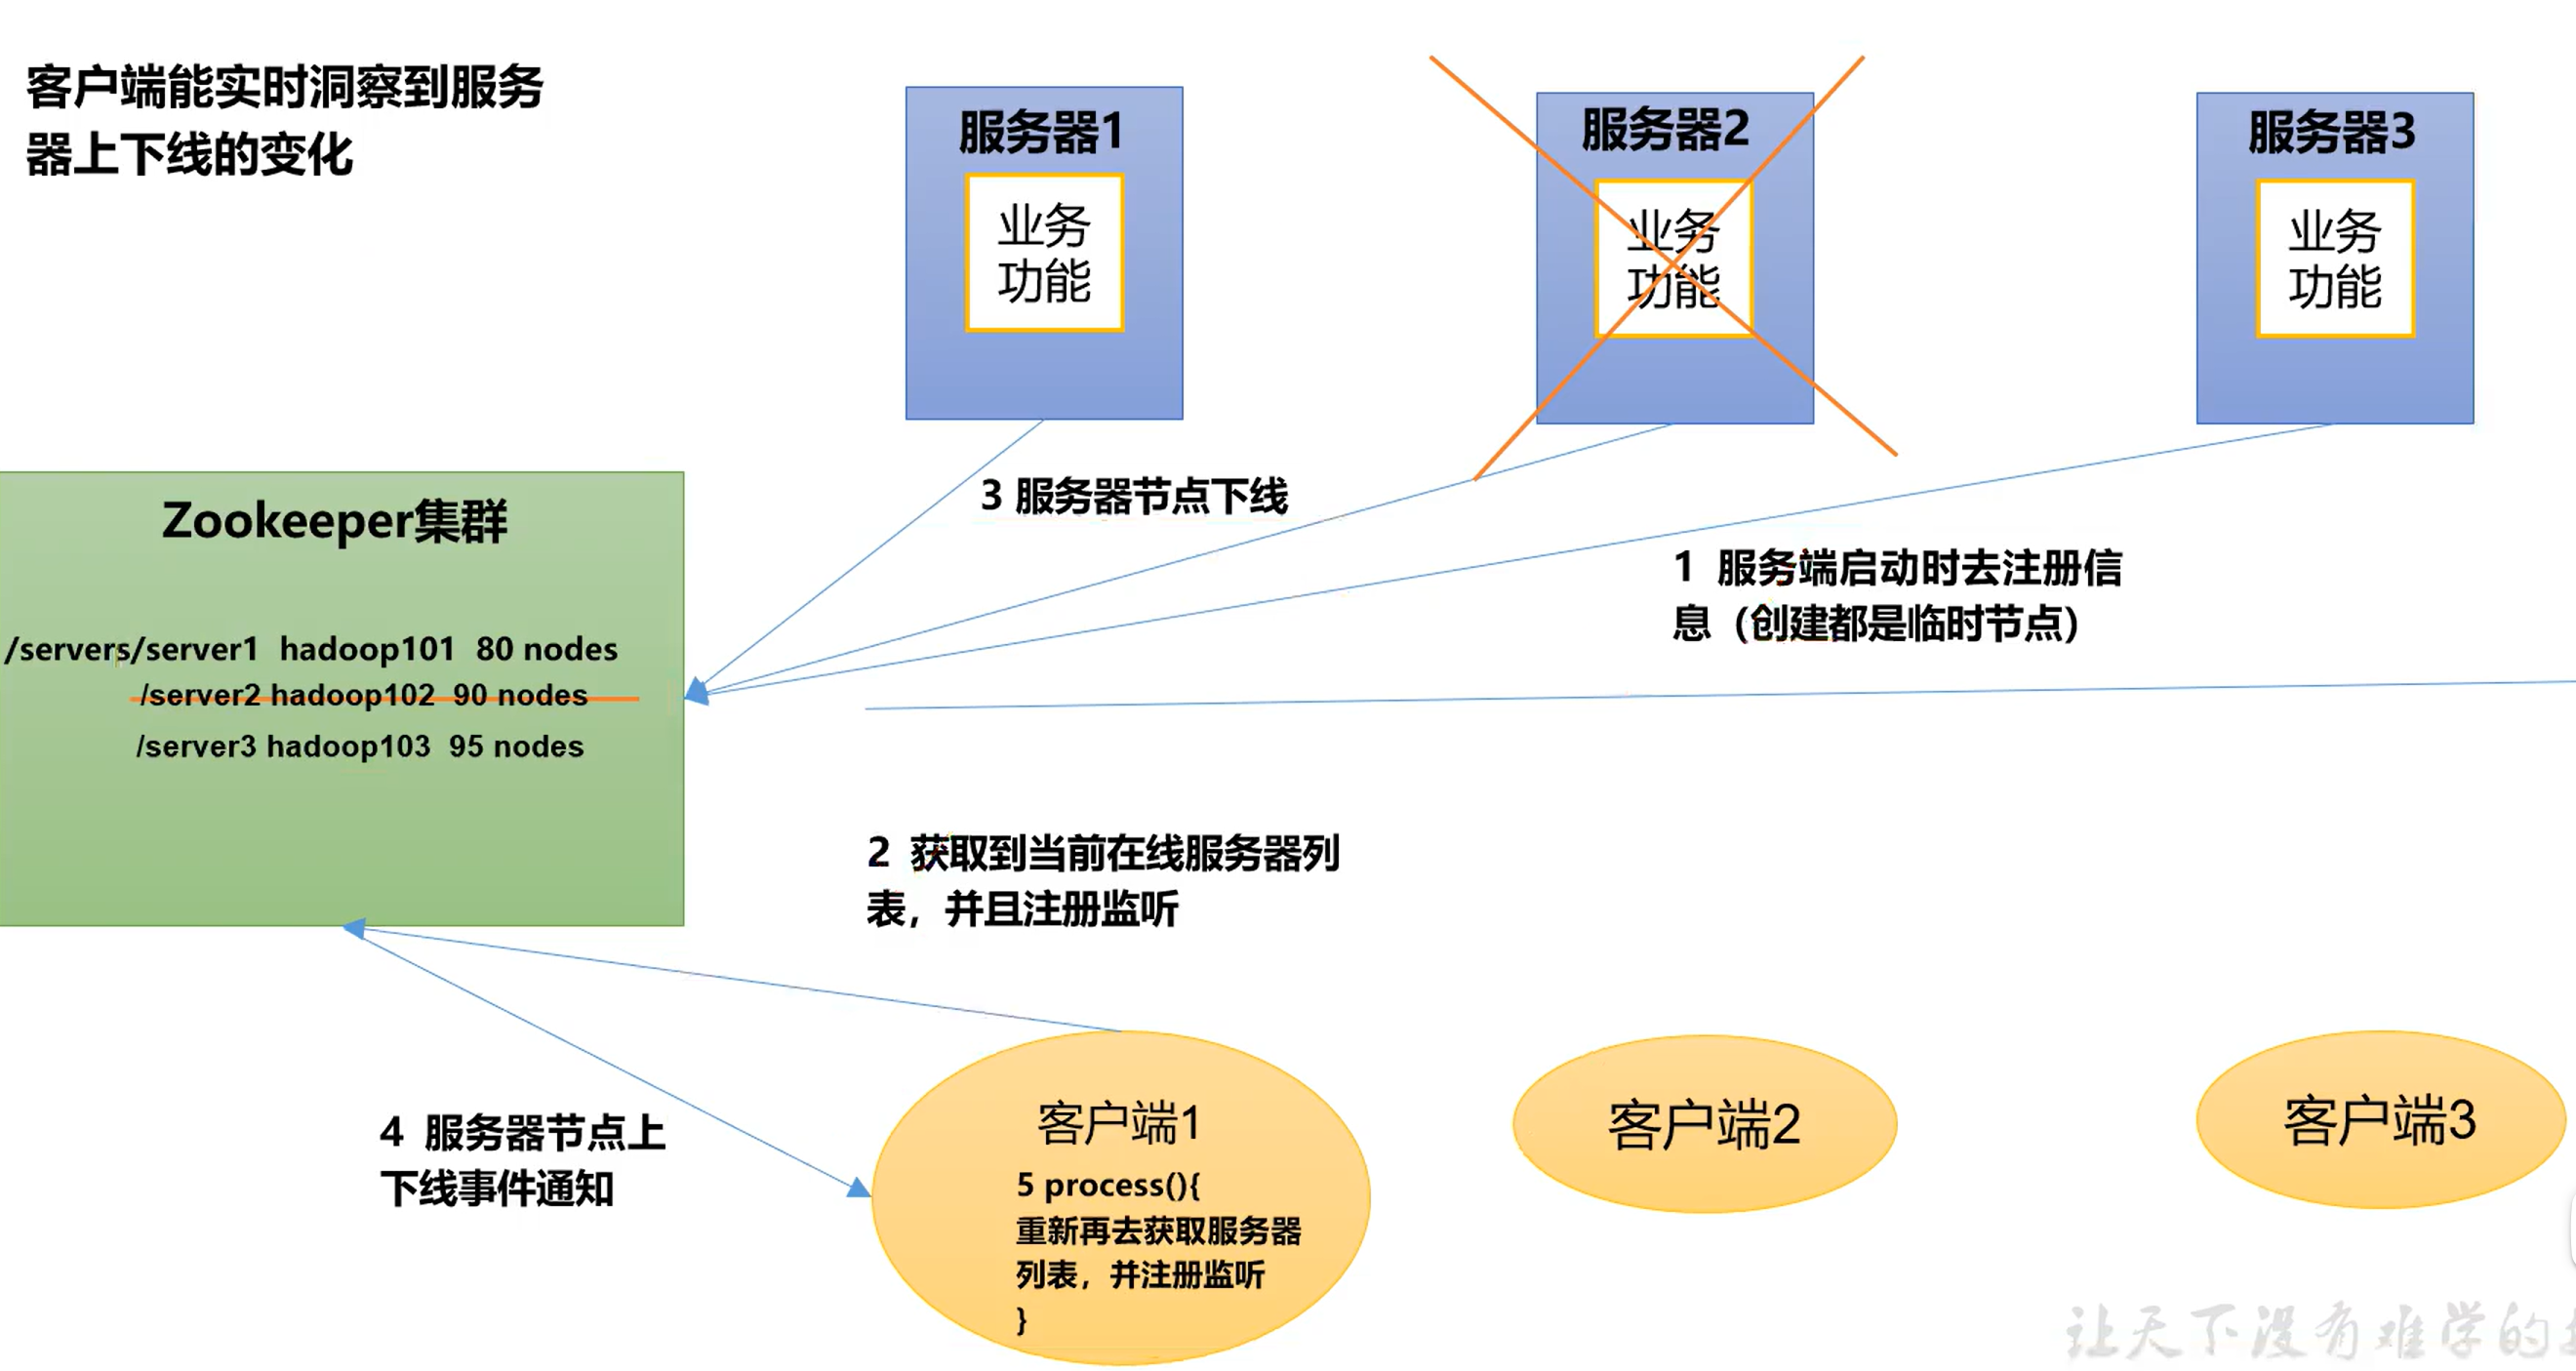 客户端能实时洞察到服务
器上下线的变化
服务器1
业务
功能
服务器2
业务
功能
服务器3
业务
功能
3 服务器节点下线
1 服务端启动时去注册信
息（创建都是临时节点）
Zookeeper集群
/servers/server1 hadoop101 80 nodes
/server2 hadoop102 90 nodes
/server3 hadoop103 95 nodes
2 获取到当前在线服务器列
表，并且注册监听
4 服务器节点上
下线事件通知
客户端1
5 process(){
重新再去获取服务器
列表，并注册监听
}
客户端2
客户端3
让天下没有难学的